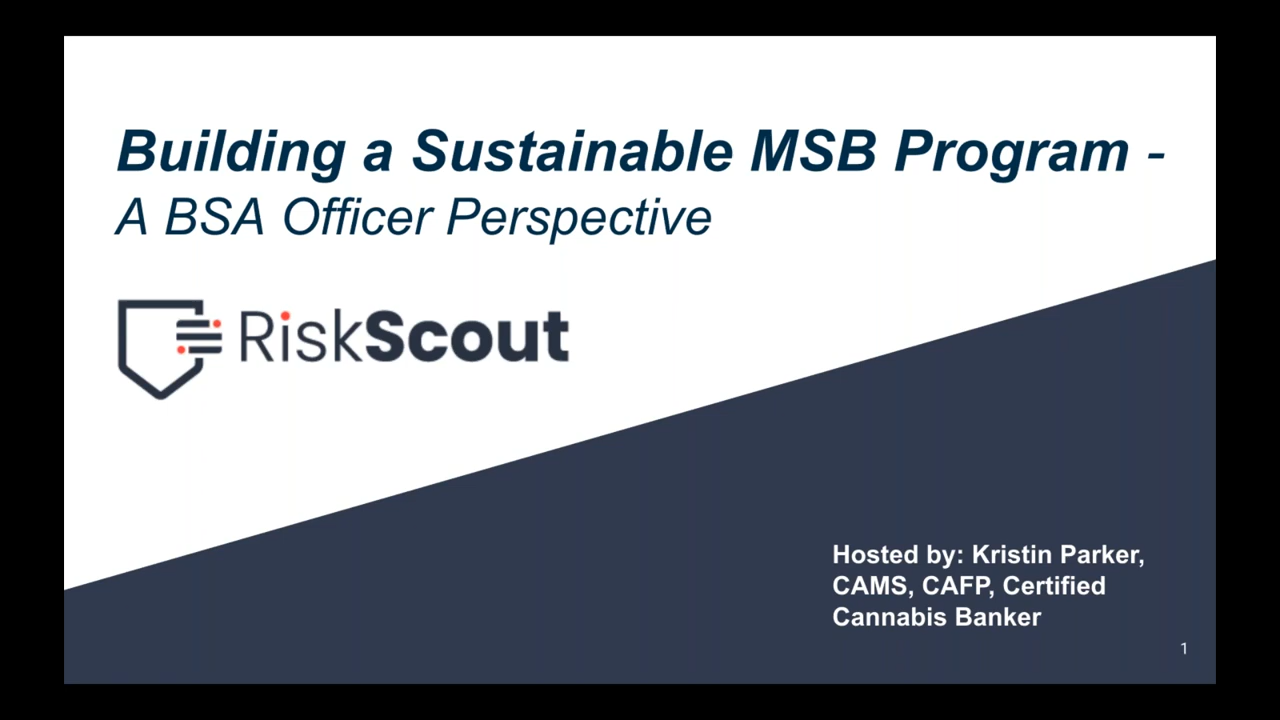 Building a Sustainable MSB Program -
A BSA Officer Perspective
RiskScout
Hosted by: Kristin Parker,
CAMS, CAFP, Certified
Cannabis Banker
1